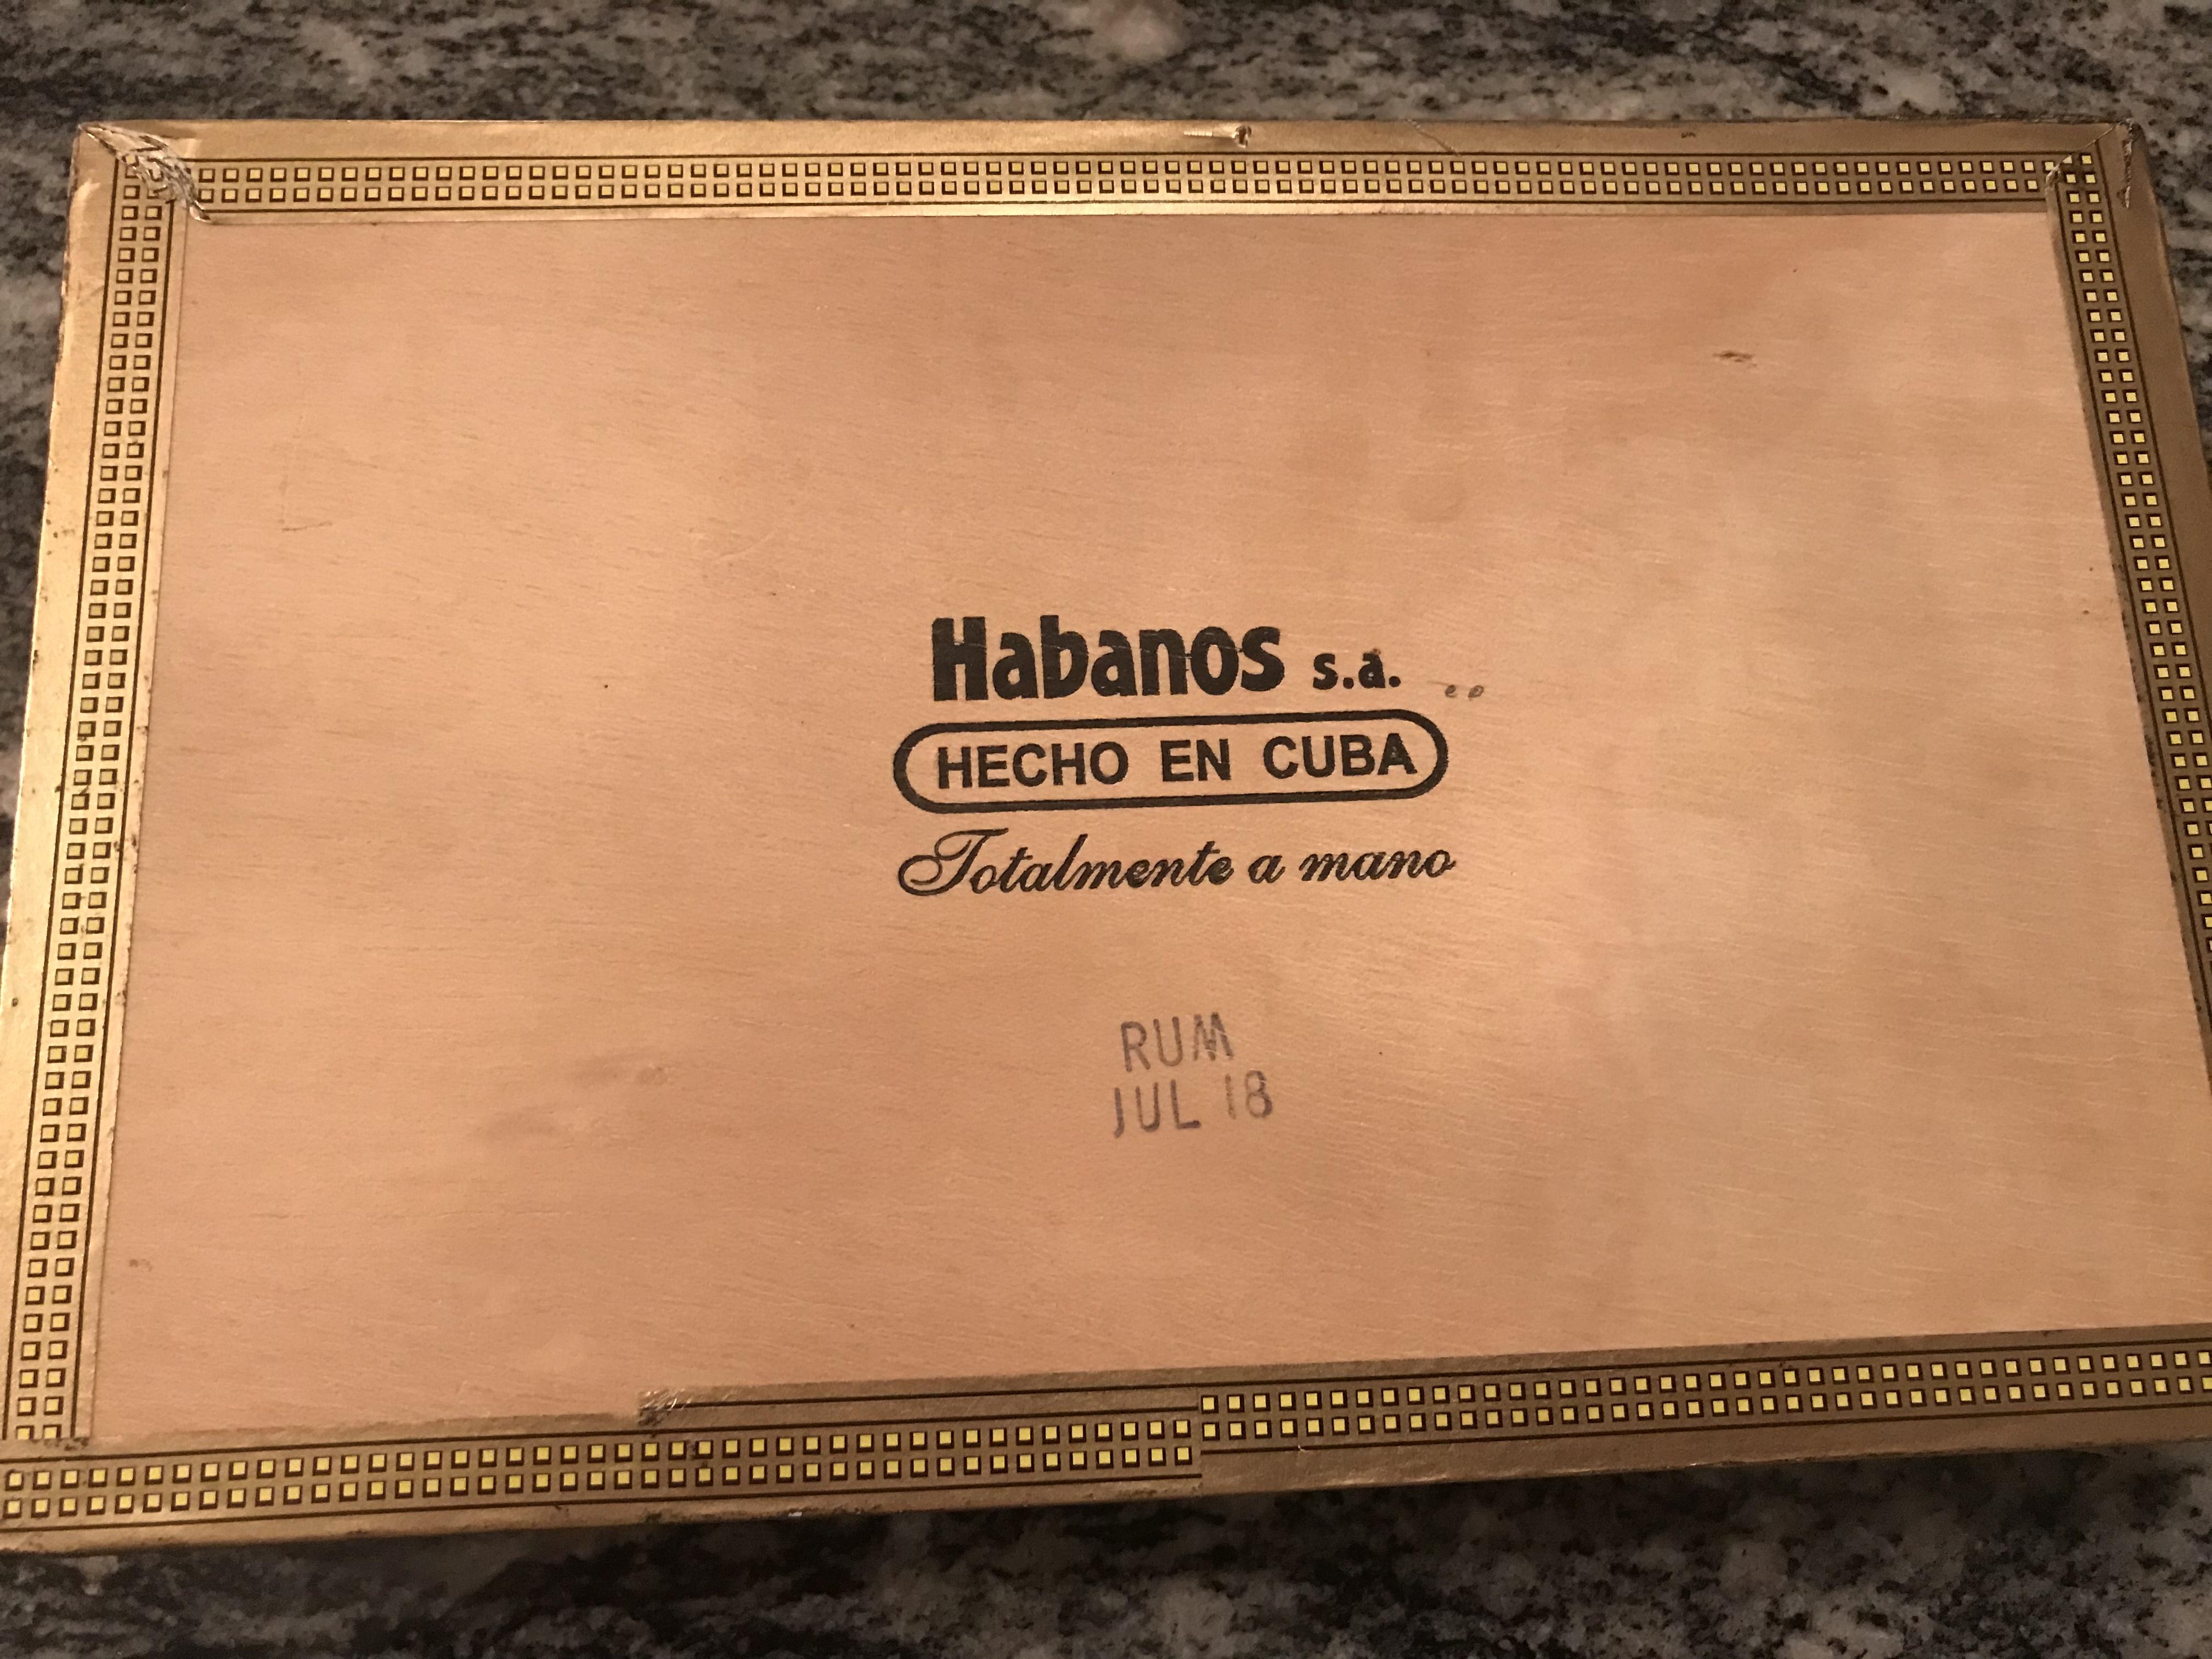 Habanos s.a.
HECHO EN CUBA
Totalmente a mano
RUM
JUL 18